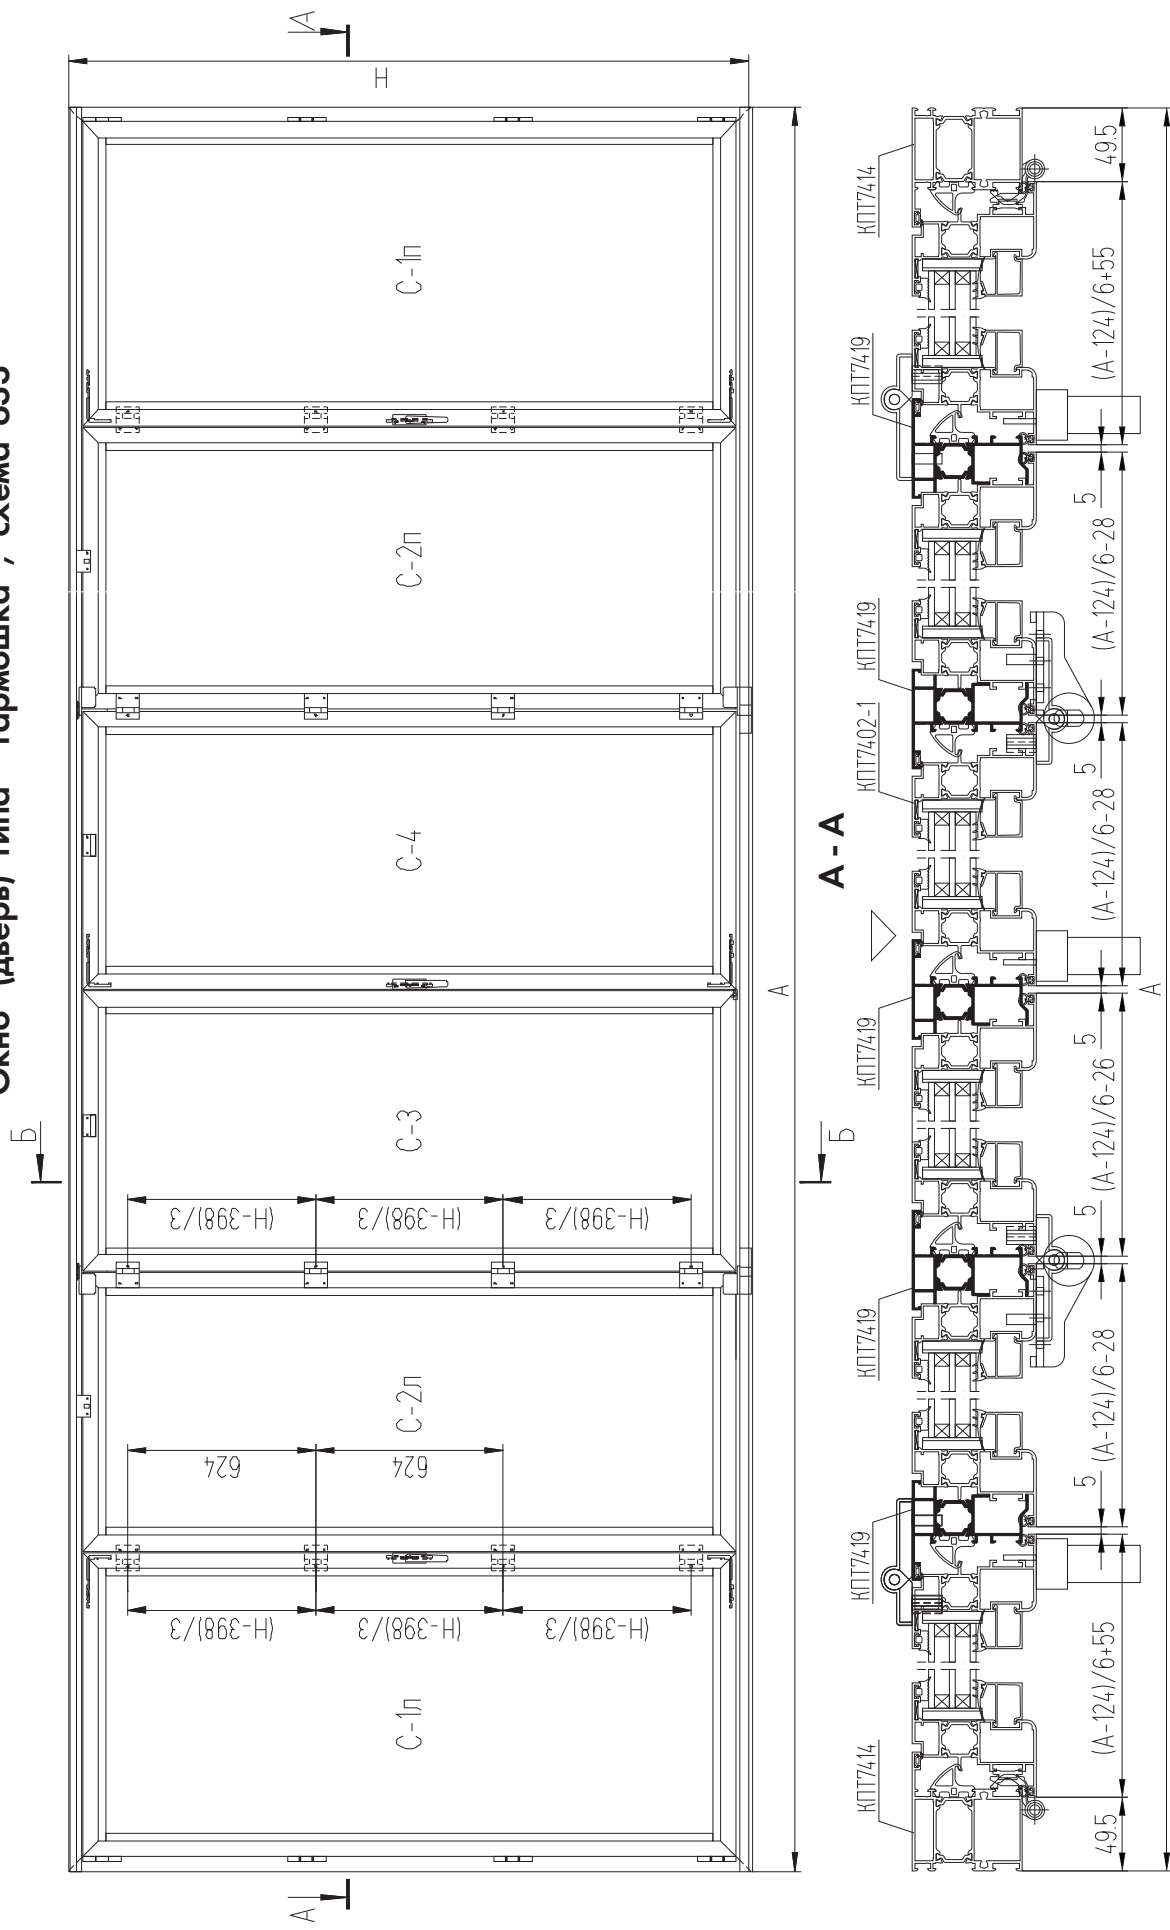 Окно (дверь) типа "Гармошка", схема 633
А
Н
С-1л
С-2л
С-3
С-4
С-2п
С-1п
(Н-398)/3
(Н-398)/3
(Н-398)/3
624
624
(Н-398)/3
(Н-398)/3
(Н-398)/3
Б
Б
А
А
А - А
КПТ7414
КПТ7419
КПТ7419
КПТ7419
КПТ7402-1
КПТ7419
КПТ7419
КПТ7414
49.5
(А-124)/6+55
5
(А-124)/6-28
5
(А-124)/6-26
5
(А-124)/6-28
5
(А-124)/6-28
5
(А-124)/6+55
49.5
А